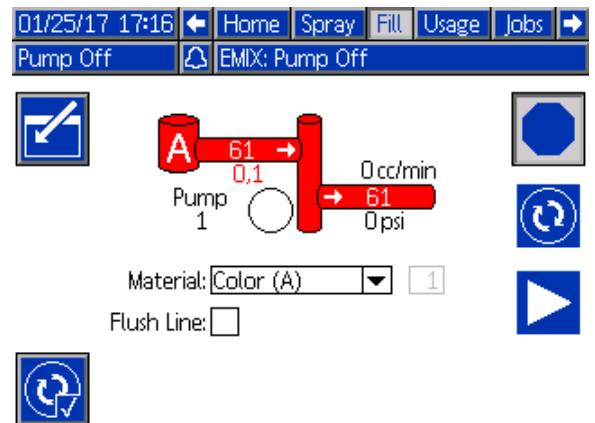 01/25/17 17:16 Home Spray Fill Usage Jobs
Pump Off EMIX: Pump Off
A 61
0,1
0 cc/min
Pump
1
61
0 psi
Material: Color (A) 1
Flush Line: